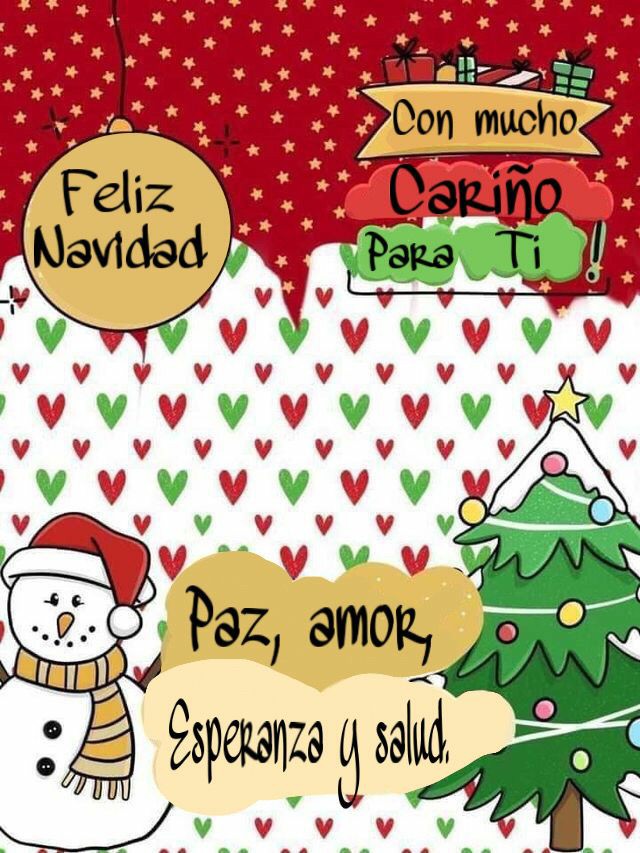 Feliz
Navidad
Con mucho
Cariño
Para Ti
Paz, amor,
Esperanza y salud.